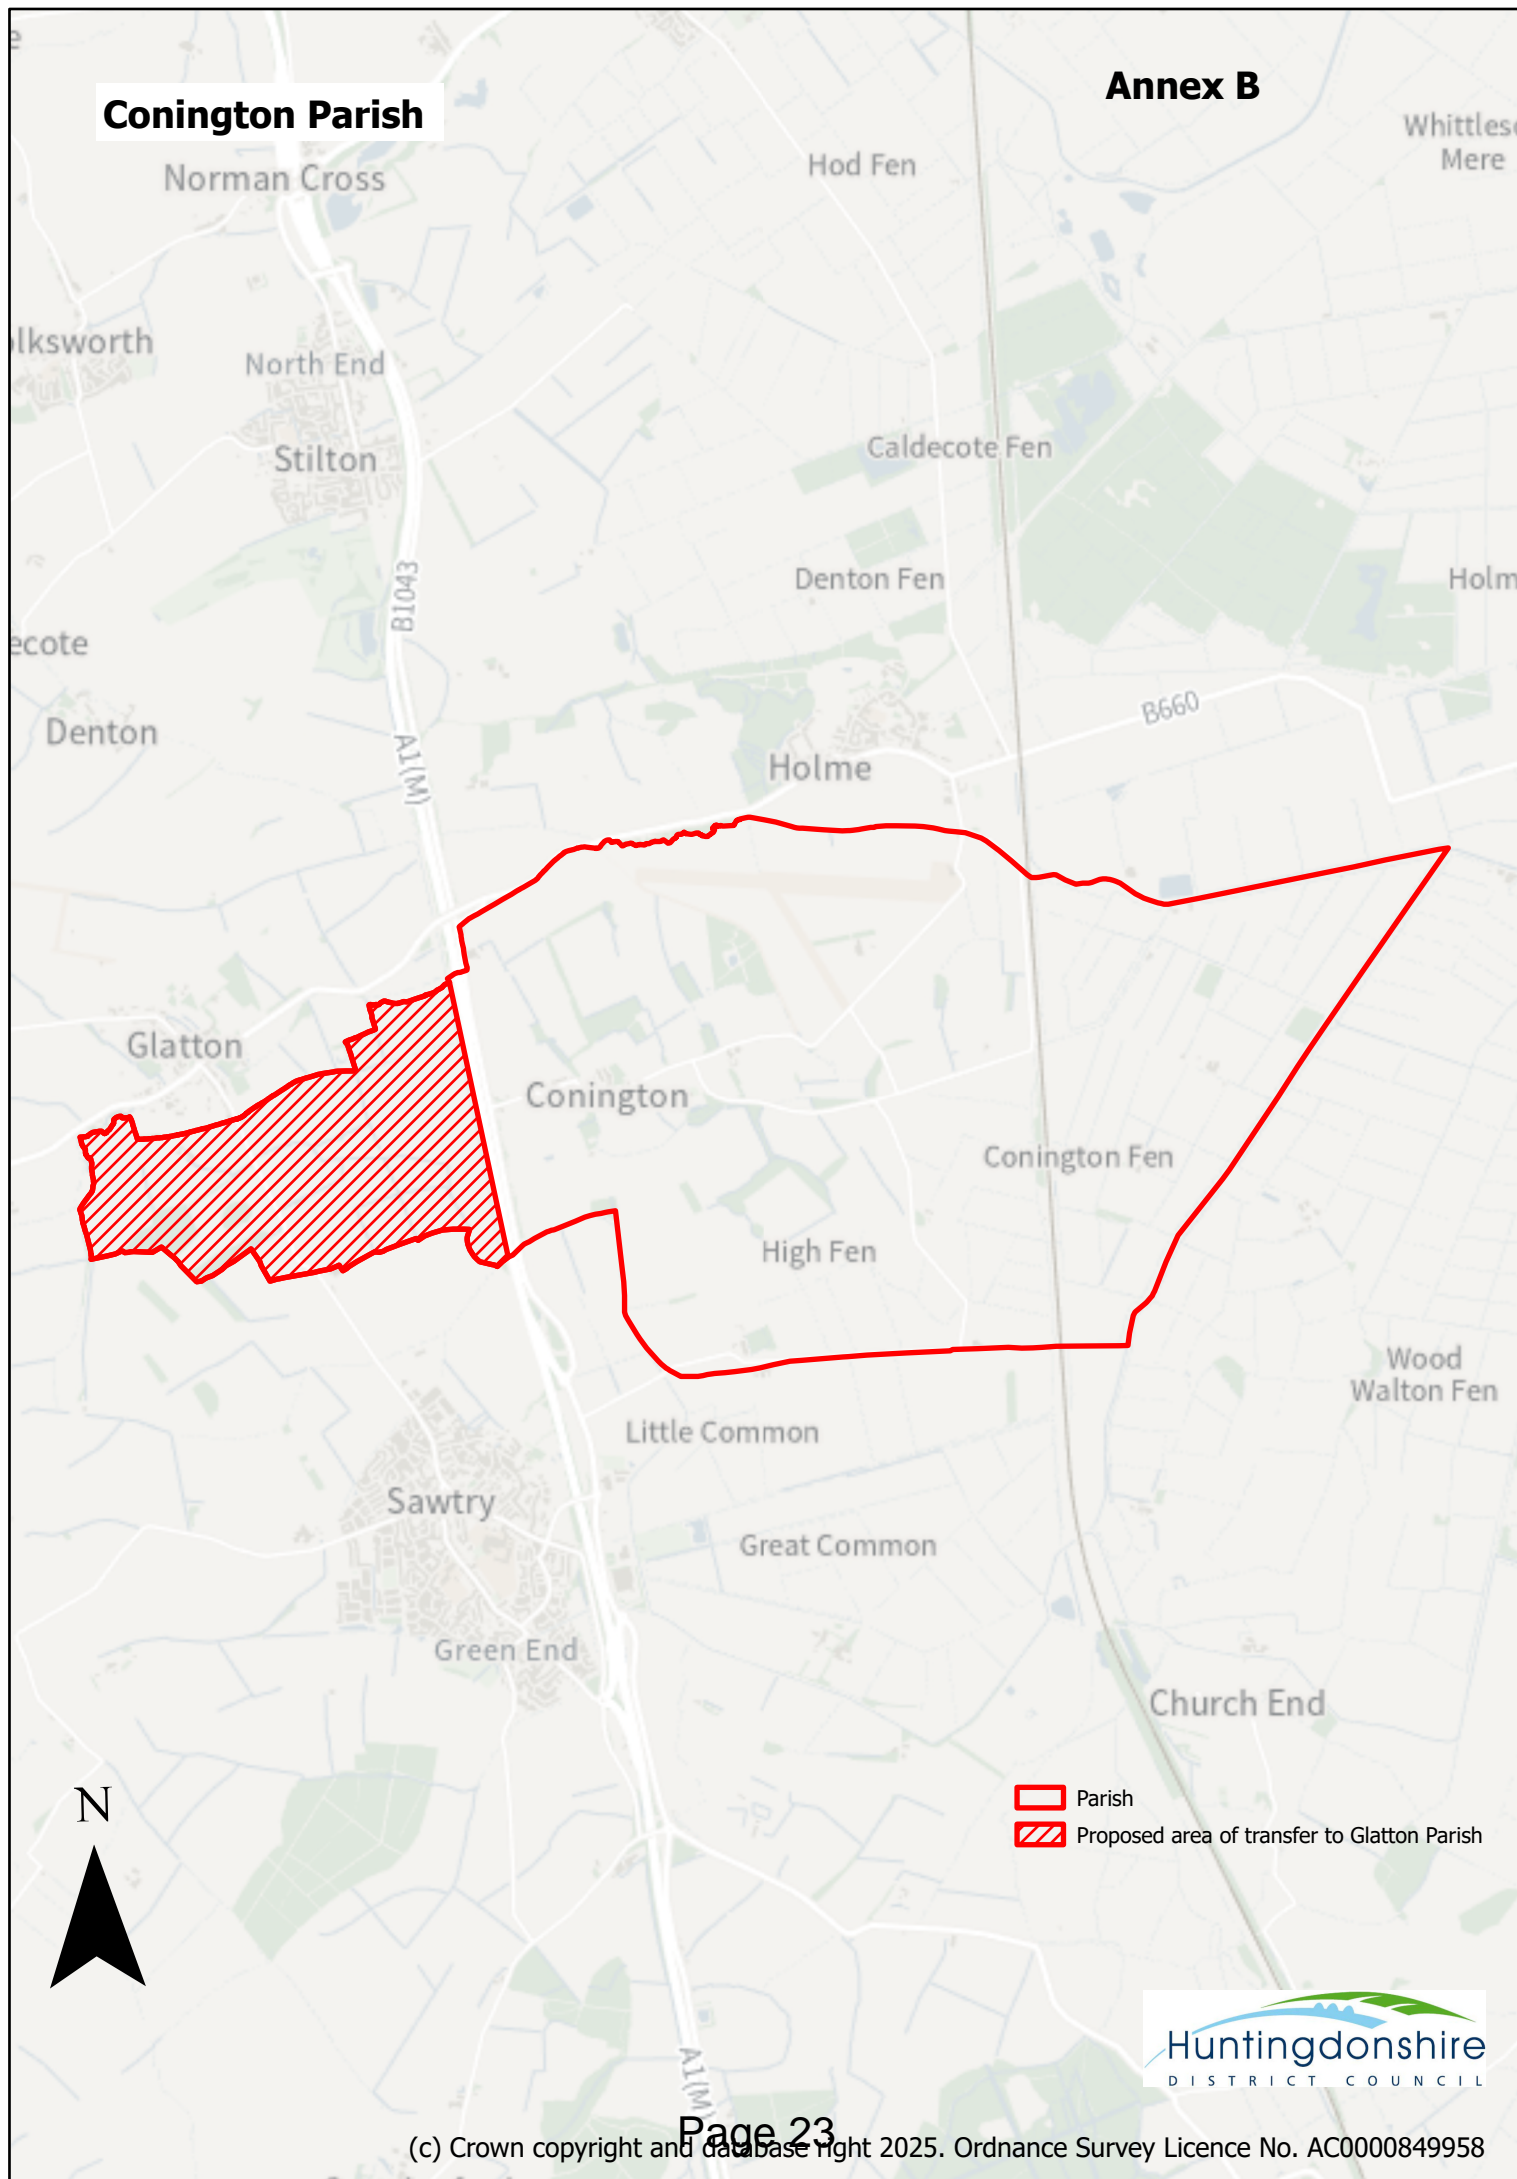 Conington Parish
Annex B
Norman Cross
Hod Fen
Mere
North End
Stilton
Caldecote Fen
B1043
Denton Fen
Denton
A1(M)
B660
Holme
Glatton
Conington
Conington Fen
High Fen
Wood
Walton Fen
Little Common
Sawtry
Great Common
Green End
Church End
N
Parish
Proposed area of transfer to Glatton Parish
Huntingdonshire
DISTRICT COUNCIL
A1(M)
Page 23
(c) Crown copyright and database right 2025. Ordnance Survey Licence No. AC0000849958